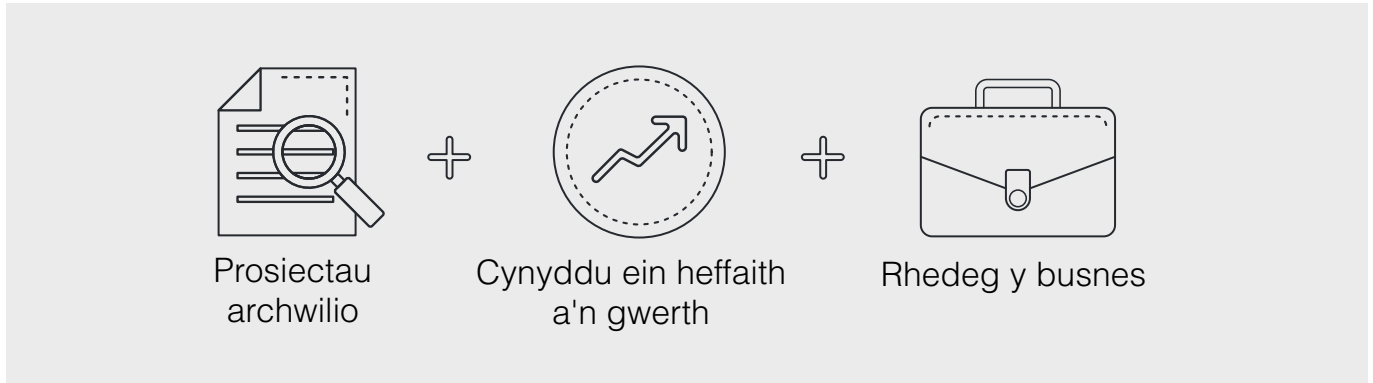 Prosiectau
archwilio
Cynyddu ein heffaith
a'n gwerth
Rhedeg y busnes